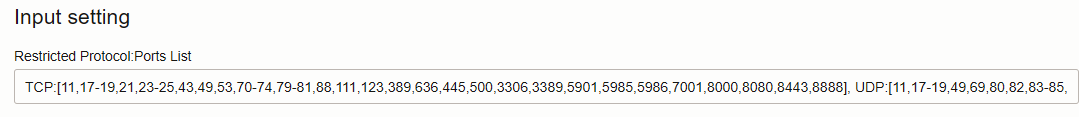 Input setting
Restricted Protocol:Ports List
TCP:[11,17-19,21,23-25,43,49,53,70-74,79-81,88,111,123,389,636,445,500,3306,3389,5901,5985,5986,7001,8000,8080,8443,8888], UDP:[11,17-19,49,69,80,82,83-85,